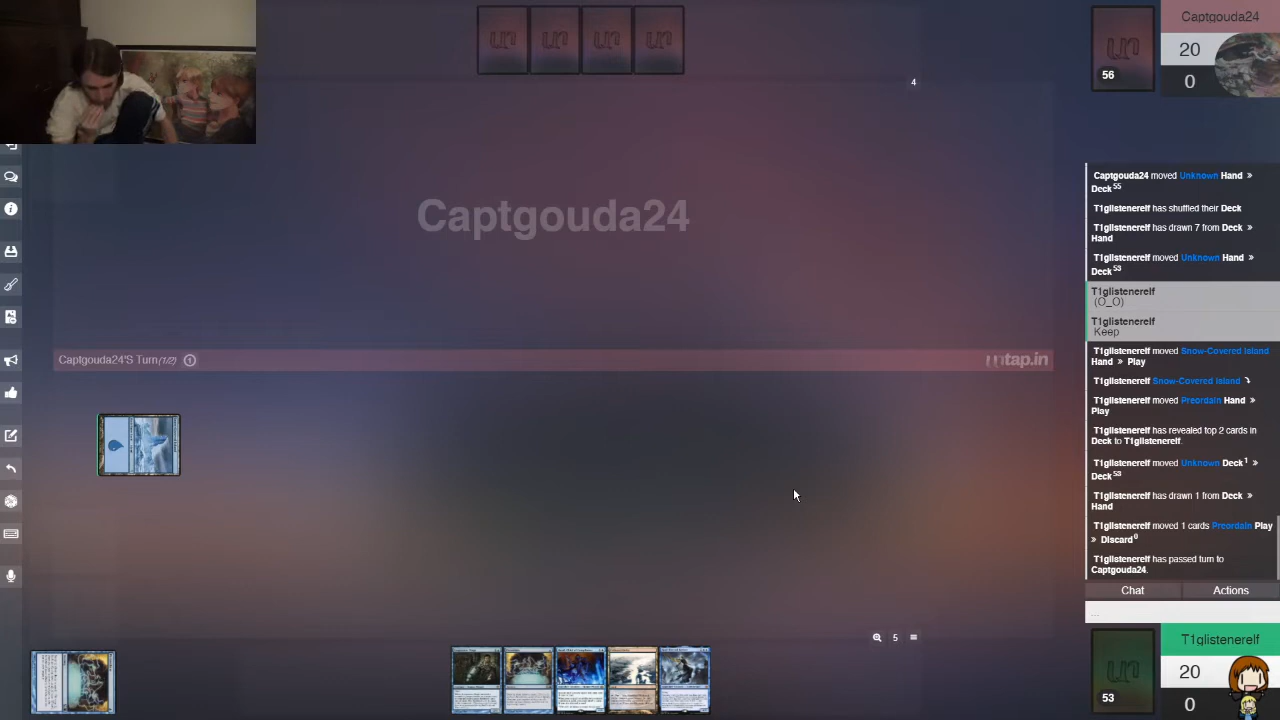 Captgouda24
20
56
0
4
Captgouda24
Captgouda24 moved Unknown Hand »
Deck 55
T1glistenerelf has shuffled their Deck
T1glistenerelf has drawn 7 from Deck »
Hand
T1glistenerelf moved Unknown Hand »
Deck 53
T1glistenerelf
(O_O)
T1glistenerelf
Keep
T1glistenerelf moved Snow-Covered Island
Hand » Play
Captgouda24'S Turn(1/2) 1
untap.in
T1glistenerelf Snow-Covered Island
T1glistenerelf moved Preordain Hand »
Play
T1glistenerelf has revealed top 2 cards in
Deck to T1glistenerelf.
T1glistenerelf moved Unknown Deck 1 »
Deck 53
T1glistenerelf has drawn 1 from Deck »
Hand
T1glistenerelf moved 1 cards Preordain Play
» Discard 0
T1glistenerelf has passed turn to
Captgouda24.
Chat
Actions
...
5
T1glistenerelf
20
0